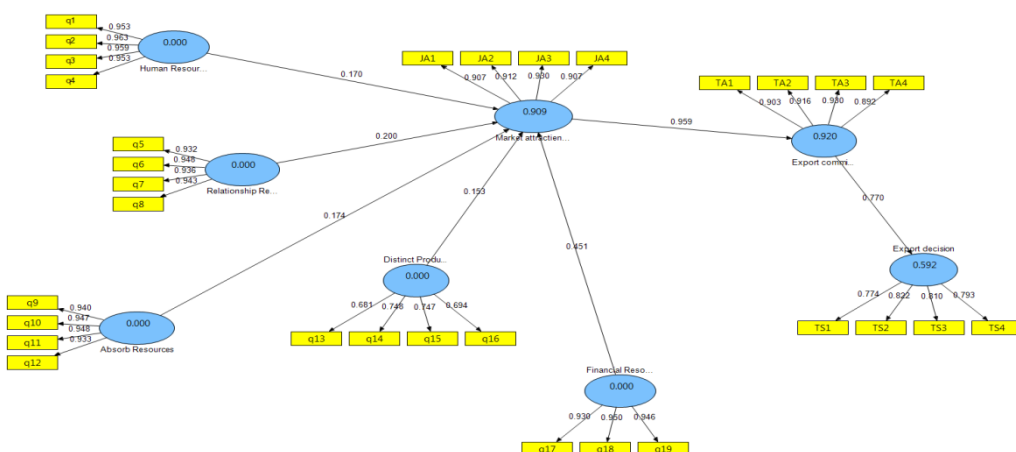 q1
q2
q3
q4
0.953
0.963
0.959
0.953
0.000
Human Resour...
0.170
JA1
JA2
JA3
JA4
0.907
0.912
0.930
0.907
0.909
Market attractien...
0.959
TA1
TA2
TA3
TA4
0.903
0.916
0.930
0.892
0.920
Export commi...
q5
q6
q7
q8
0.932
0.948
0.936
0.943
0.000
Relationship Re...
0.200
0.153
0.174
0.770
0.451
Distinct Produ...
0.000
0.681
0.748
0.747
0.694
q13
q14
q15
q16
Export decision
0.592
0.774
0.822
0.810
0.793
TS1
TS2
TS3
TS4
q9
q10
q11
q12
0.940
0.947
0.948
0.933
0.000
Absorb Resources
Financial Reso...
0.000
0.930
0.950
0.946
q17
q18
q19